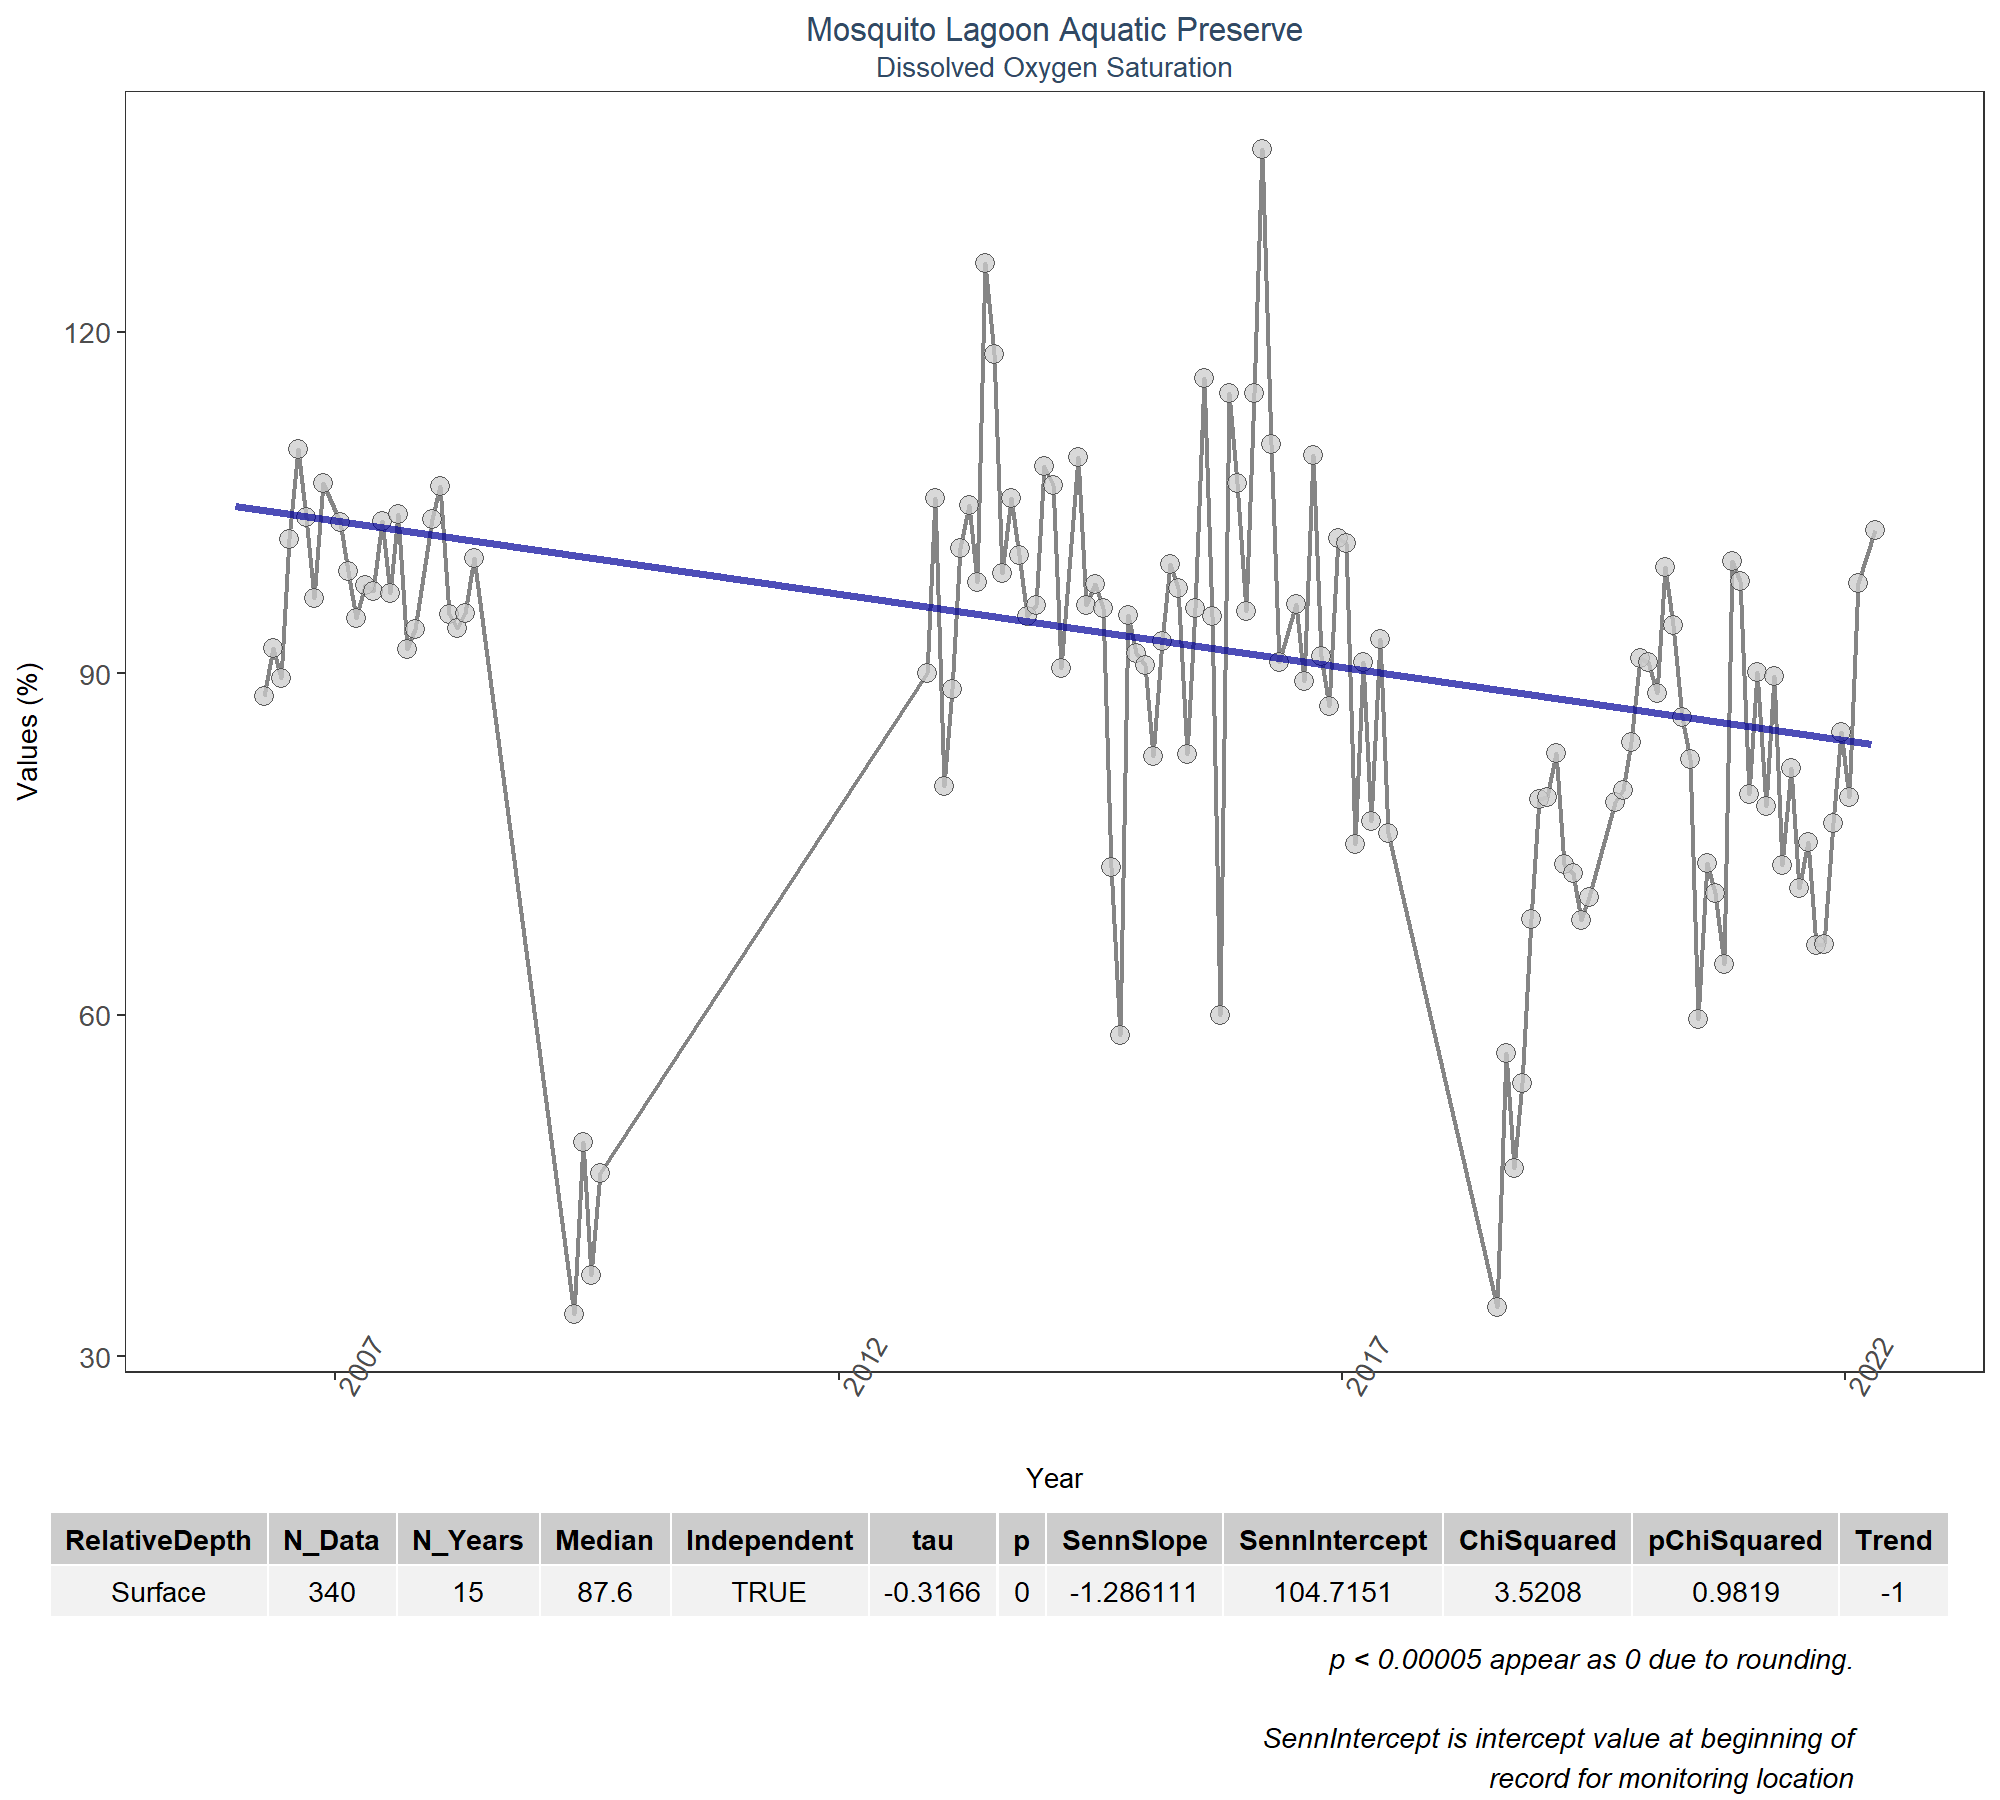 Mosquito Lagoon Aquatic Preserve
Dissolved Oxygen Saturation
120
90
60
30
Values (%)
2007 2012 2017 2022
Year
RelativeDepth N_Data N_Years Median Independent tau p SennSlope SennIntercept ChiSquared pChiSquared Trend
Surface 340 15 87.6 TRUE -0.3166 0 -1.286111 104.7151 3.5208 0.9819 -1
p < 0.00005 appear as 0 due to rounding.
SennIntercept is intercept value at beginning of
record for monitoring location